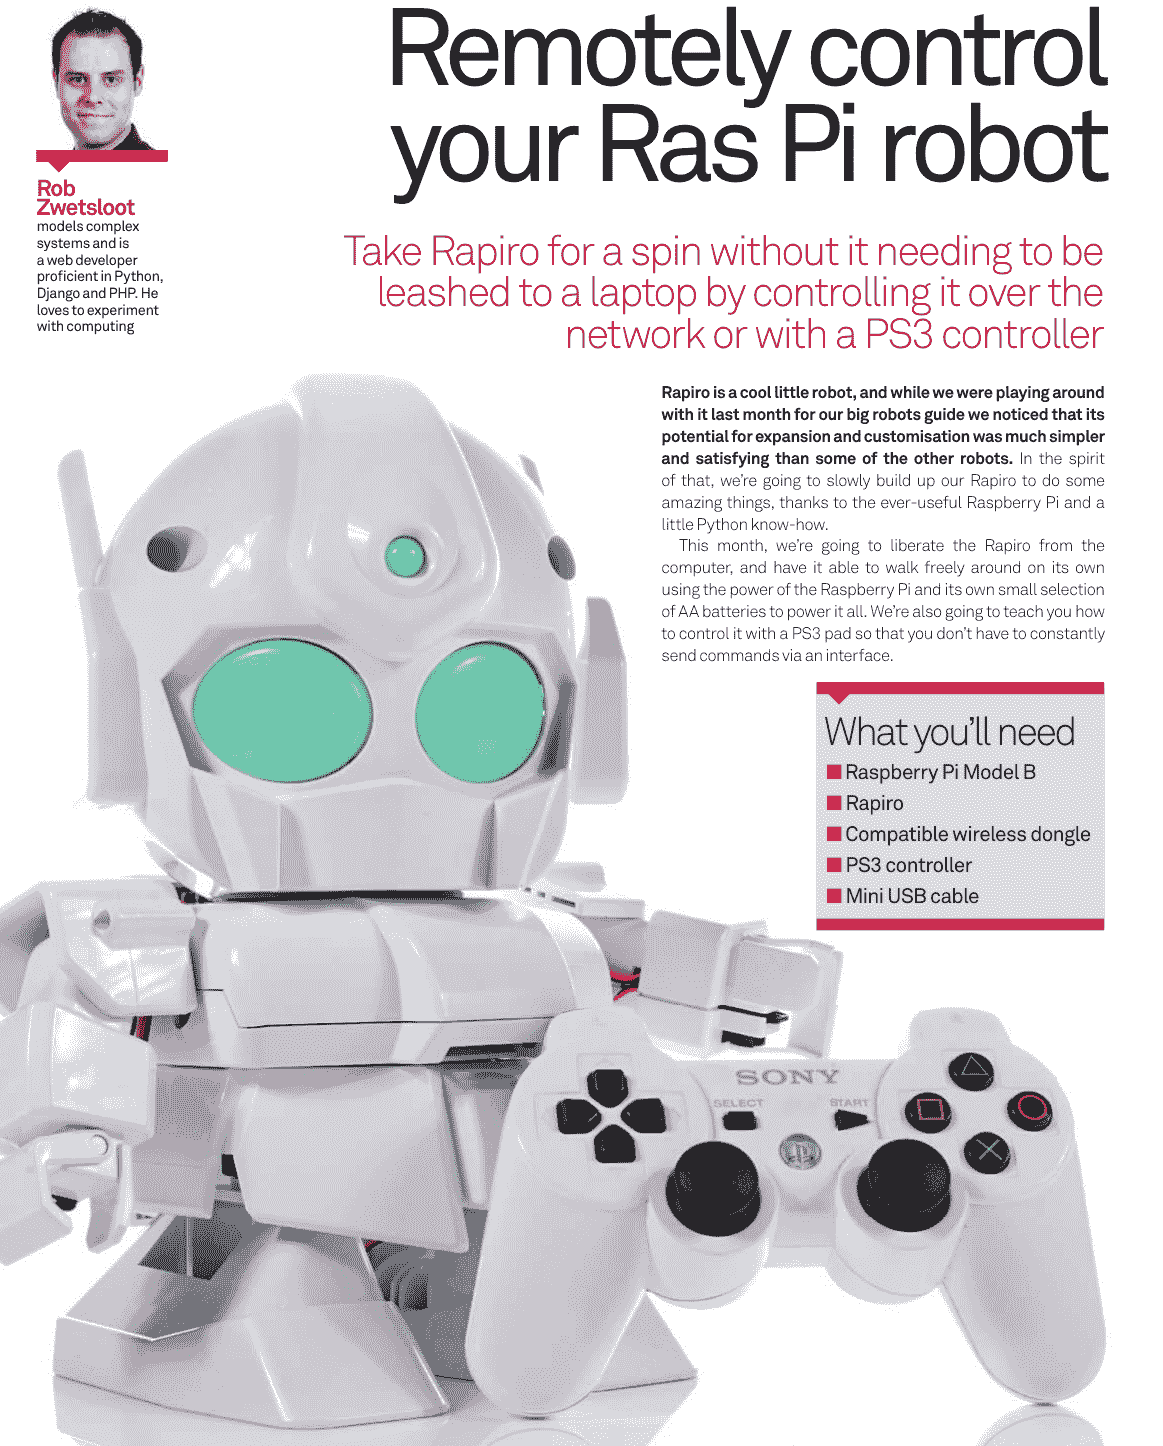 Remotely control
your Ras Pi robot
Rob
Zwetsloot
models complex
systems and is
a web developer
proficient in Python,
Django and PHP. He
loves to experiment
with computing
Take Rapiro for a spin without it needing to be
leashed to a laptop by controlling it over the
network or with a PS3 controller
Rapiro is a cool little robot, and while we were playing around
with it last month for our big robots guide we noticed that its
potential for expansion and customisation was much simpler
and satisfying than some of the other robots. In the spirit
of that, we're going to slowly build up our Rapiro to do some
amazing things, thanks to the ever-useful Raspberry Pi and a
little Python know-how.
This month, we're going to liberate the Rapiro from the
computer, and have it able to walk freely around on its own
using the power of the Raspberry Pi and its own small selection
of AA batteries to power it all. We're also going to teach you how
to control it with a PS3 pad so that you don't have to constantly
send commands via an interface.
What you'll need
Raspberry Pi Model B
Rapiro
Compatible wireless dongle
PS3 controller
Mini USB cable
SONY
SELECT
START